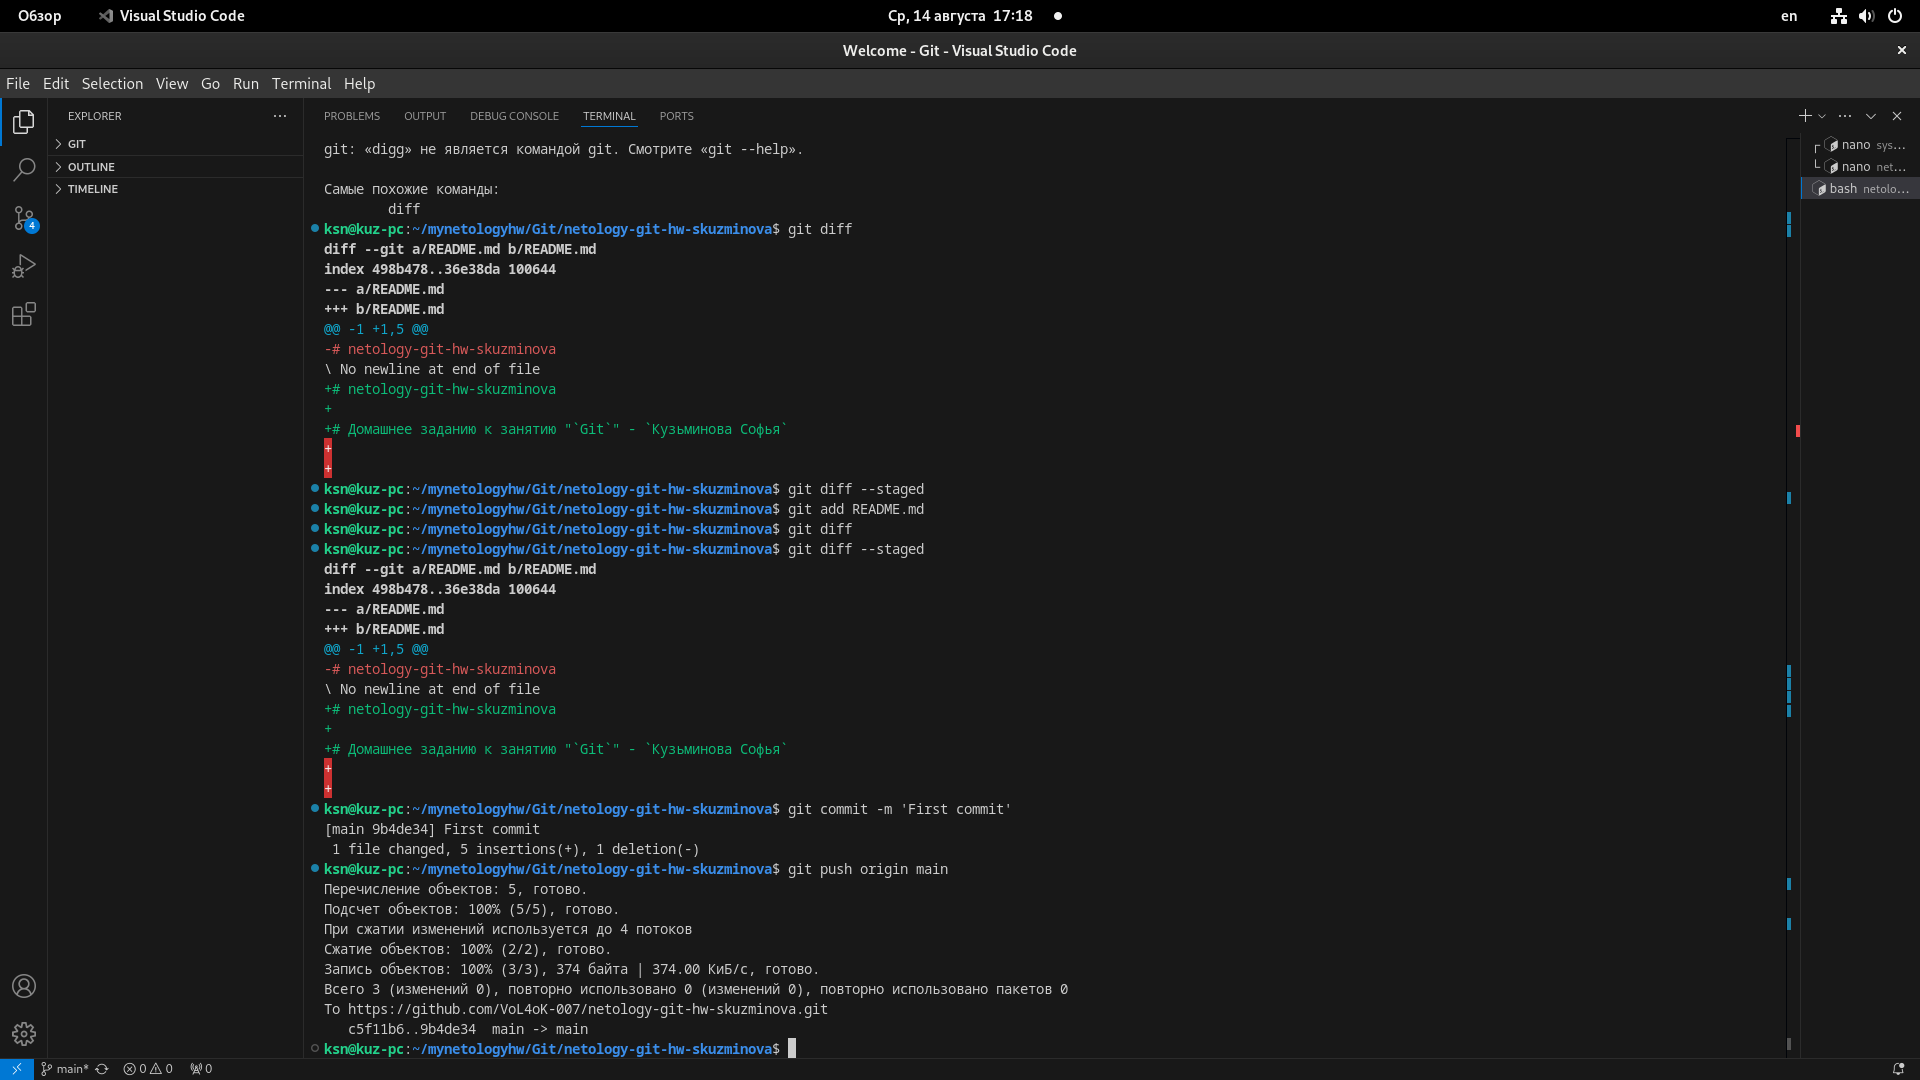 Обзор
Visual Studio Code
Ср, 14 августа 17:18
en
Welcome - Git - Visual Studio Code
File Edit Selection View Go Run Terminal Help
EXPLORER
GIT
OUTLINE
TIMELINE
4
PROBLEMS OUTPUT DEBUG CONSOLE TERMINAL PORTS
nano sys...
nano net...
bash netolo...
git: «digg» не является командой git. Смотрите «git --help».
Самые похожие команды:
diff
ksn@kuz-pc:~/mynetologyhw/Git/netology-git-hw-skuzminova$ git diff
diff --git a/README.md b/README.md
index 498b478..36e38da 100644
--- a/README.md
+++ b/README.md
@@ -1 +1,5 @@
-# netology-git-hw-skuzminova
\ No newline at end of file
+# netology-git-hw-skuzminova
+
+# Домашнее заданию к занятию "`Git`" - `Кузьминова Софья`
+
+
ksn@kuz-pc:~/mynetologyhw/Git/netology-git-hw-skuzminova$ git diff --staged
ksn@kuz-pc:~/mynetologyhw/Git/netology-git-hw-skuzminova$ git add README.md
ksn@kuz-pc:~/mynetologyhw/Git/netology-git-hw-skuzminova$ git diff
ksn@kuz-pc:~/mynetologyhw/Git/netology-git-hw-skuzminova$ git diff --staged
diff --git a/README.md b/README.md
index 498b478..36e38da 100644
--- a/README.md
+++ b/README.md
@@ -1 +1,5 @@
-# netology-git-hw-skuzminova
\ No newline at end of file
+# netology-git-hw-skuzminova
+
+# Домашнее заданию к занятию "`Git`" - `Кузьминова Софья`
+
+
ksn@kuz-pc:~/mynetologyhw/Git/netology-git-hw-skuzminova$ git commit -m 'First commit'
[main 9b4de34] First commit
1 file changed, 5 insertions(+), 1 deletion(-)
ksn@kuz-pc:~/mynetologyhw/Git/netology-git-hw-skuzminova$ git push origin main
Перечисление объектов: 5, готово.
Подсчет объектов: 100% (5/5), готово.
При сжатии изменений используется до 4 потоков
Сжатие объектов: 100% (2/2), готово.
Запись объектов: 100% (3/3), 374 байта | 374.00 КиБ/с, готово.
Всего 3 (изменений 0), повторно использовано 0 (изменений 0), повторно использовано пакетов 0
To https://github.com/VoL4oK-007/netology-git-hw-skuzminova.git
c5f11b6..9b4de34 main -> main
ksn@kuz-pc:~/mynetologyhw/Git/netology-git-hw-skuzminova$
main* 0 0 0